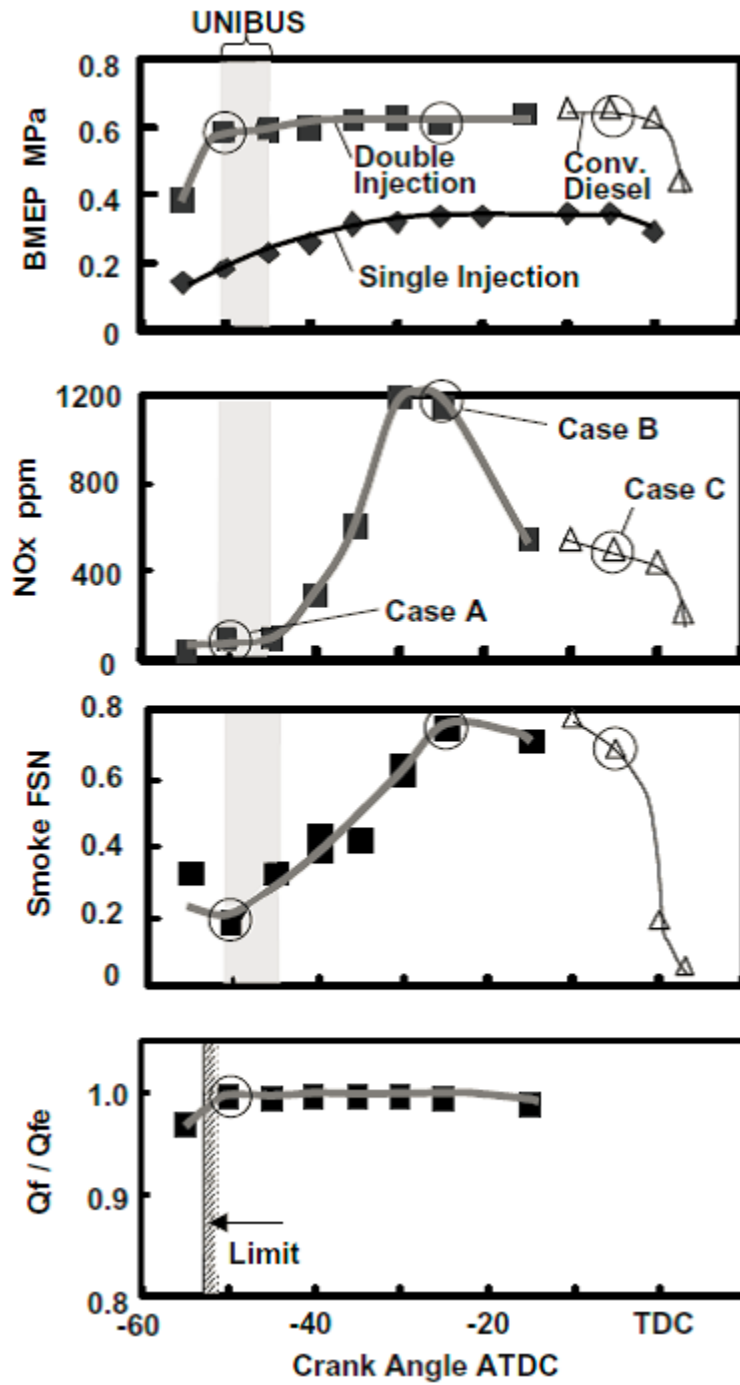 UNIBUS
0.8
0.6
0.4
0.2
0
BMEP MPa
Double
Injection
Conv.
Diesel
Single Injection
1200
800
400
0
NOx ppm
Case B
Case C
Case A
0.8
0.6
0.4
0.2
0
Smoke FSN
1.0
0.9
0.8
Qf / Qfe
Limit
-60
-40
-20
TDC
Crank Angle ATDC